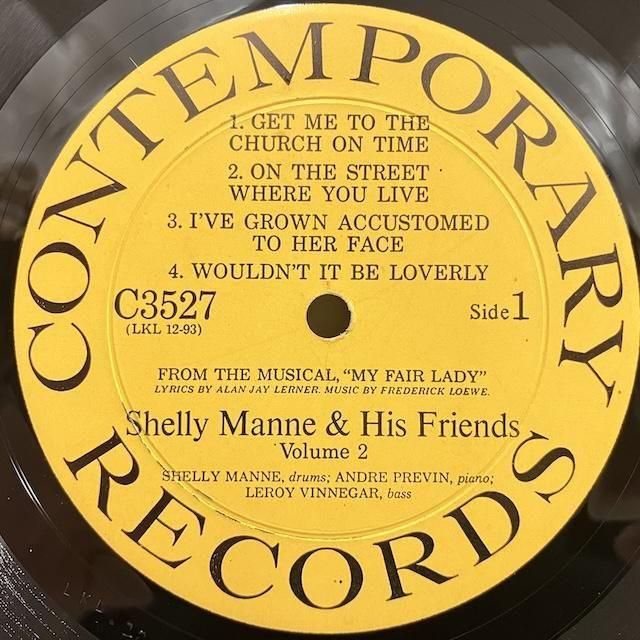 CONTEMPORARY
1. GET ME TO THE
CHURCH ON TIME
2. ON THE STREET
WHERE YOU LIVE
3. I'VE GROWN ACCUSTOMED
TO HER FACE
4. WOULDN'T IT BE LOVERLY
C3527
Side 1
(LKL 12-93)
FROM THE MUSICAL, "MY FAIR LADY"
LYRICS BY ALAN JAY LERNER. MUSIC BY FREDERICK LOEWE.
Shelly Manne & His Friends
Volume 2
SHELLY MANNE, drums; ANDRE PREVIN, piano;
LEROY VINNEGAR, bass
RECORDS